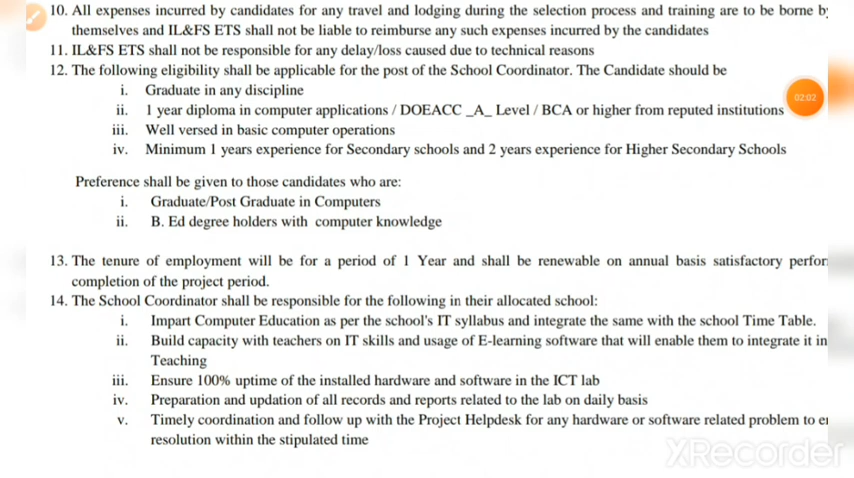 10. All expenses incurred by candidates for any travel and lodging during the selection process and training are to be borne by
themselves and IL&FS ETS shall not be liable to reimburse any such expenses incurred by the candidates
11. IL&FS ETS shall not be responsible for any delay/loss caused due to technical reasons
12. The following eligibility shall be applicable for the post of the School Coordinator. The Candidate should be
i. Graduate in any discipline
02:02
ii. 1 year diploma in computer applications / DOEACC _A_ Level / BCA or higher from reputed institutions
iii. Well versed in basic computer operations
iv. Minimum 1 years experience for Secondary schools and 2 years experience for Higher Secondary Schools
Preference shall be given to those candidates who are:
i. Graduate/Post Graduate in Computers
ii. B. Ed degree holders with computer knowledge
13. The tenure of employment will be for a period of 1 Year and shall be renewable on annual basis satisfactory
completion of the project period.
14. The School Coordinator shall be responsible for the following in their allocated school:
i. Impart Computer Education as per the school's IT syllabus and integrate the same with the school Time Table.
ii. Build capacity with teachers on IT skills and usage of E-learning software that will enable them to integrate it in
Teaching
iii. Ensure 100% uptime of the installed hardware and software in the ICT lab
iv. Preparation and updation of all records and reports related to the lab on daily basis
v. Timely coordination and follow up with the Project Helpdesk for any hardware or software related problem to
resolution within the stipulated time
XRecorder